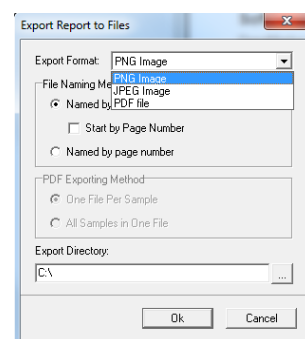 Export Report to Files
Export Format: PNG Image
PNG Image
JPEG Image
PDF file
File Naming Me
Named by
Start by Page Number
Named by page number
PDF Exporting Method
One File Per Sample
All Samples in One File
Export Directory:
C:\
...
Ok Cancel